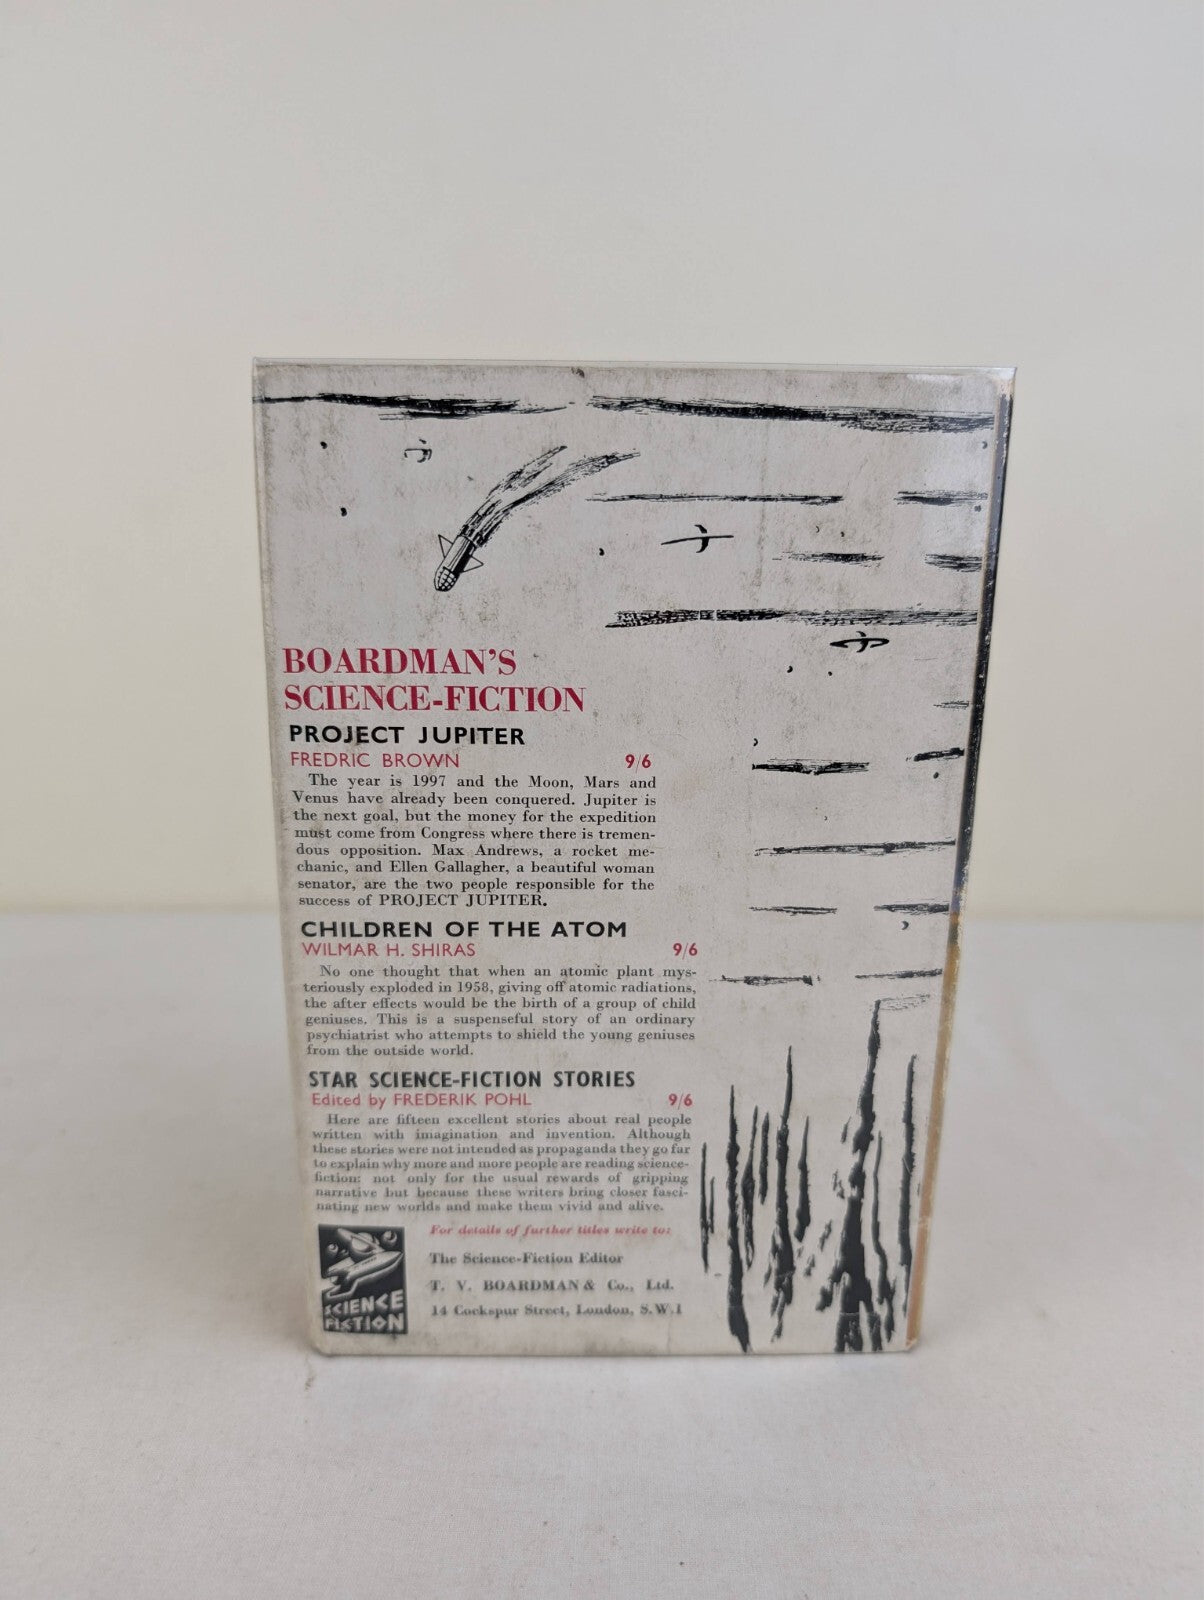 BOARDMAN'S
SCIENCE-FICTION
PROJECT JUPITER
FREDRIC BROWN 9/6
The year is 1997 and the Moon, Mars and
Venus have already been conquered. Jupiter is
the next goal, but the money for the expedition
must come from Congress where there is tremen-
dous opposition. Max Andrews, a rocket me-
chanic, and Ellen Gallagher, a beautiful woman
senator, are the two people responsible for the
success of PROJECT JUPITER.
CHILDREN OF THE ATOM
WILMAR H. SHIRAS 9/6
No one thought that when an atomic plant mys-
teriously exploded in 1958, giving off atomic radiations,
the after effects would be the birth of a group of child
geniuses. This is a suspenseful story of an ordinary
psychiatrist who attempts to shield the young geniuses
from the outside world.
STAR SCIENCE-FICTION STORIES
Edited by FREDERIK POHL 9/6
Here are fifteen excellent stories about real people
written with imagination and invention. Although
these stories were not intended as propaganda they go far
to explain why more and more people are reading science-
fiction: not only for the usual rewards of gripping
narrative but because these writers bring closer fasci-
nating new worlds and make them vivid and alive.
For details of further titles write to:
The Science-Fiction Editor
T. V. BOARDMAN & Co., Ltd.
14 Cockspur Street, London, S.W.1
SCIENCE
FICTION